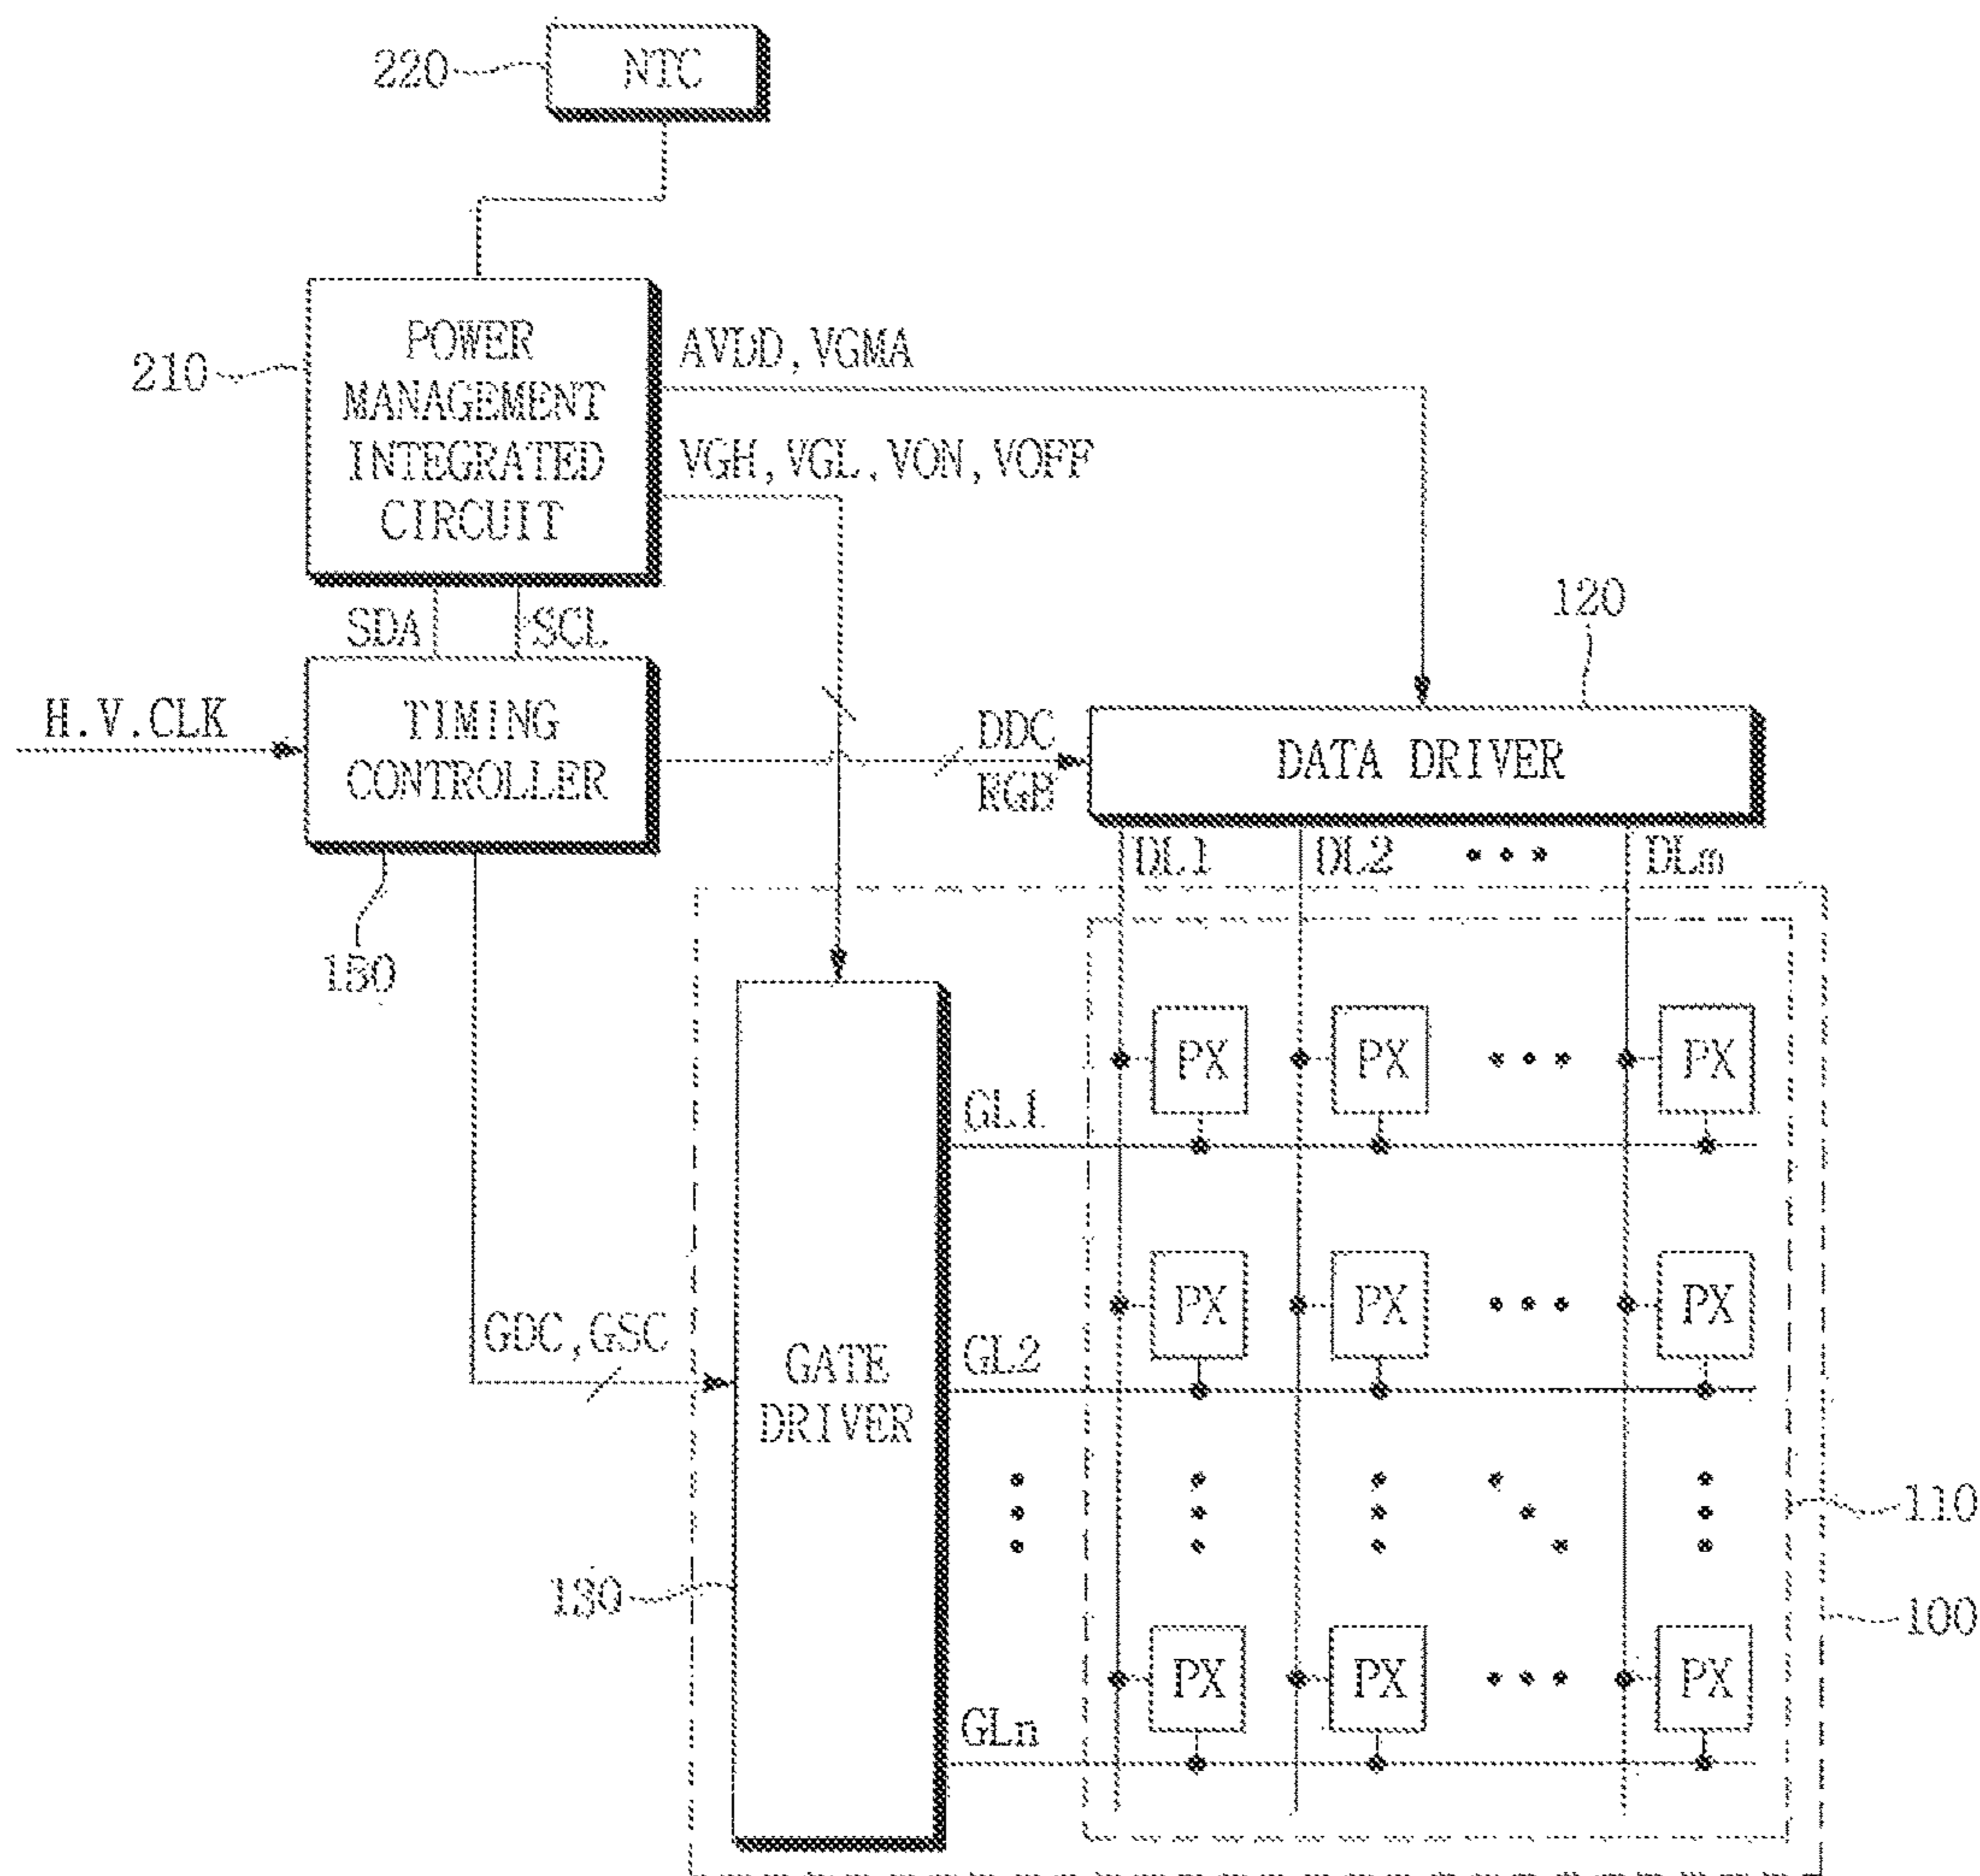 220
NTC
210
POWER
MANAGEMENT
INTEGRATED
CIRCUIT
AVDD, VGMA
VGH, VGL, VON, VOFF
SDA
SCL
120
H.V.CLK
TIMING
CONTROLLER
DDC
RGB
DATA DRIVER
DL1
DL2
DLm
150
PX
PX
PX
GL1
PX
PX
PX
GDC, GSC
GL2
GATE
DRIVER
110
130
100
PX
PX
PX
GLn